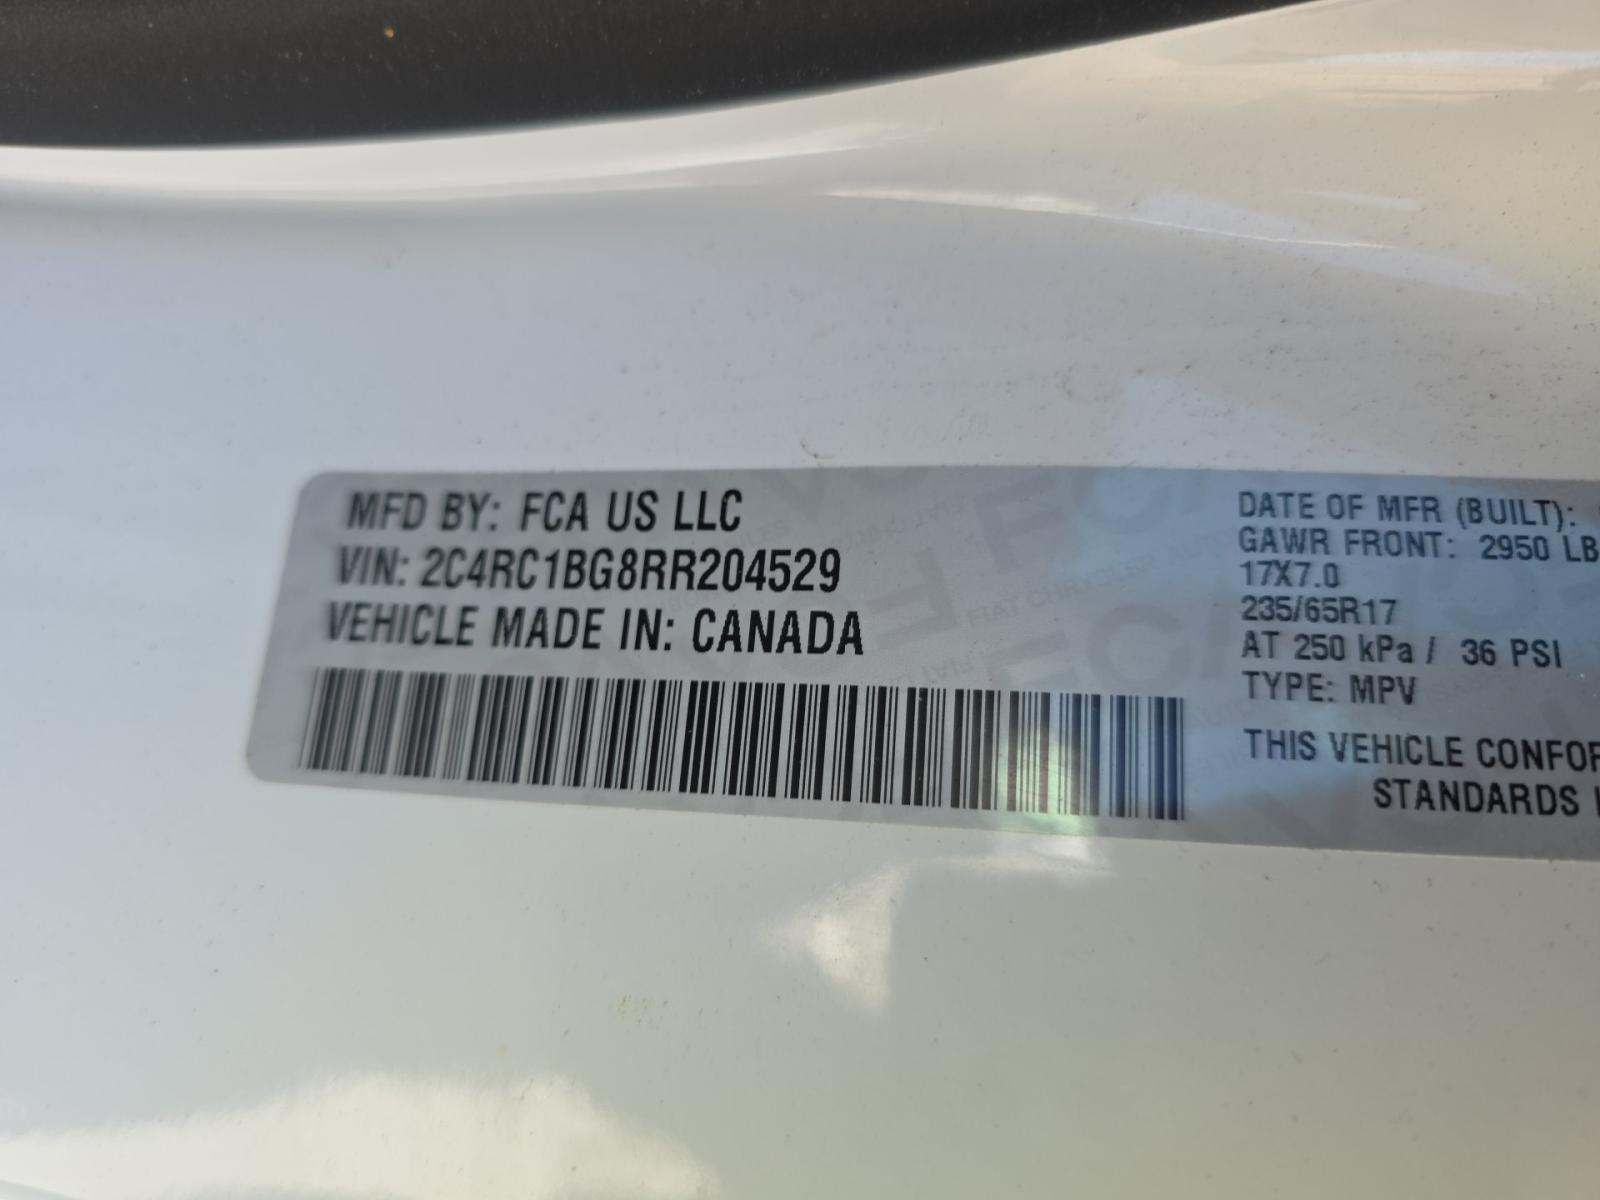 MFD BY: FCA US LLC
VIN: 2C4RC1BG8RR204529
VEHICLE MADE IN: CANADA
DATE OF MFR (BUILT):
GAWR FRONT: 2950 LB
17X7.0
235/65R17
AT 250 kPa / 36 PSI
TYPE: MPV
THIS VEHICLE CONFOR
STANDARDS